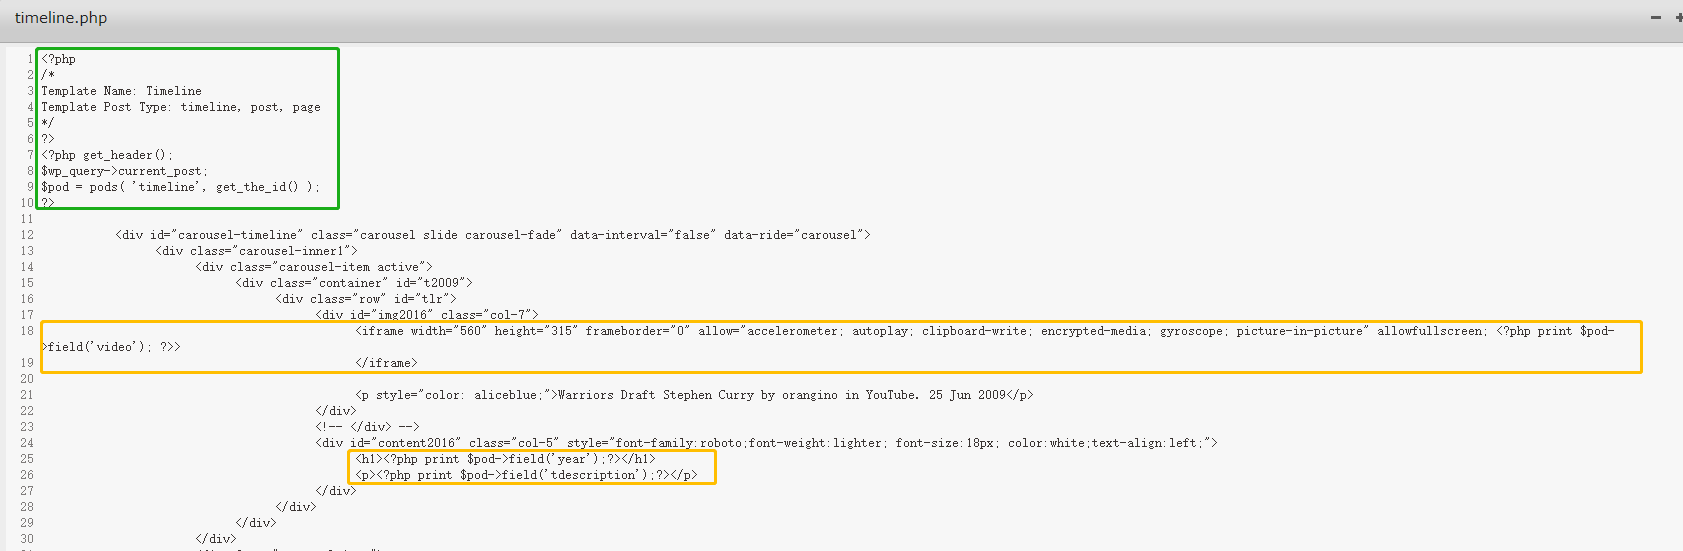 timeline.php
1 <?php
2 /*
3 Template Name: Timeline
4 Template Post Type: timeline, post, page
5 */
6 ?>
7 <?php get_header();
8 $wp_query->current_post;
9 $pod = pods( 'timeline', get_the_id() );
10 ?>
11
12 <div id="carousel-timeline" class="carousel slide carousel-fade" data-interval="false" data-ride="carousel">
13 <div class="carousel-inner1">
14 <div class="carousel-item active">
15 <div class="container" id="t2009">
16 <div class="row" id="tlr">
17 <div id="img2016" class="col-7">
18 <iframe width="560" height="315" frameborder="0" allow="accelerometer; autoplay; clipboard-write; encrypted-media; gyroscope; picture-in-picture" allowfullscreen; <?php print $pod-
>field('video'); ?>>
19 </iframe>
20
21 <p style="color: aliceblue;">Warriors Draft Stephen Curry by orangino in YouTube. 25 Jun 2009</p>
22 </div>
23 <!-- </div> -->
24 <div id="content2016" class="col-5" style="font-family:roboto;font-weight:lighter; font-size:18px; color:white;text-align:left;">
25 <h1><?php print $pod->field('year');?></h1>
26 <p><?php print $pod->field('tdescription');?></p>
27 </div>
28 </div>
29 </div>
30 </div>